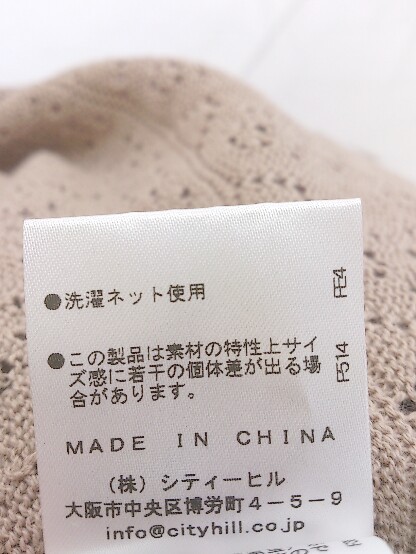 ●洗濯ネット使用
●この製品は素材の特性上サイ
ズ感に若干の個体差が出る場
合があります。
MADE IN CHINA
(株) シティーヒル
大阪市中央区博労町4-5-9
info@cityhill.co.jp
F514